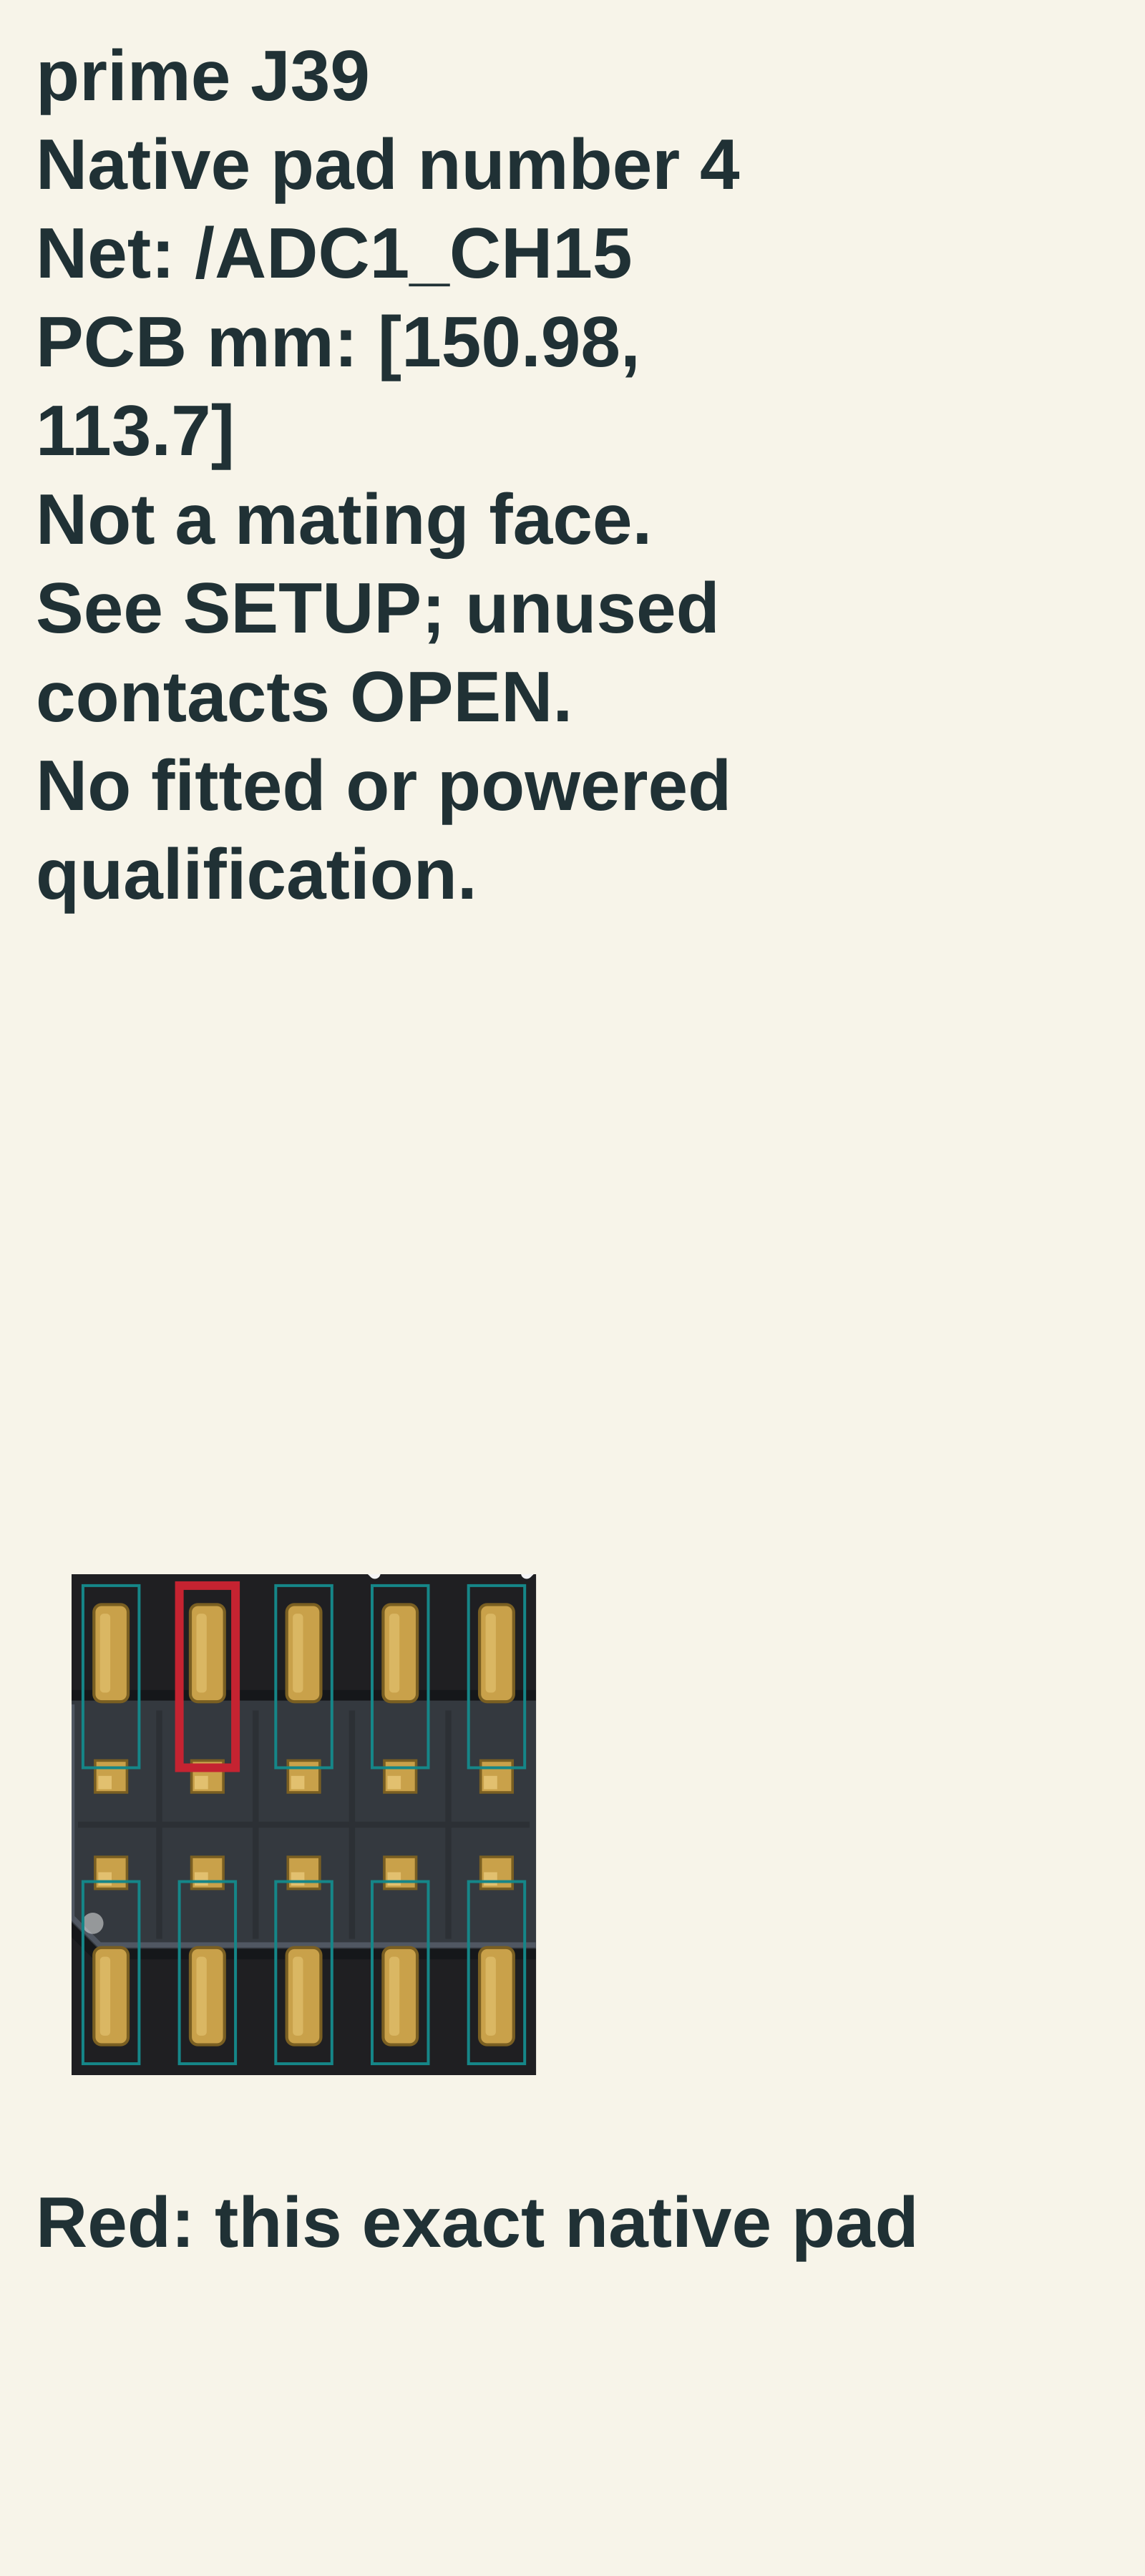 prime J39
Native pad number 4
Net: /ADC1_CH15
PCB mm: [150.98,
113.7]
Not a mating face.
See SETUP; unused
contacts OPEN.
No fitted or powered
qualification.
Red: this exact native pad